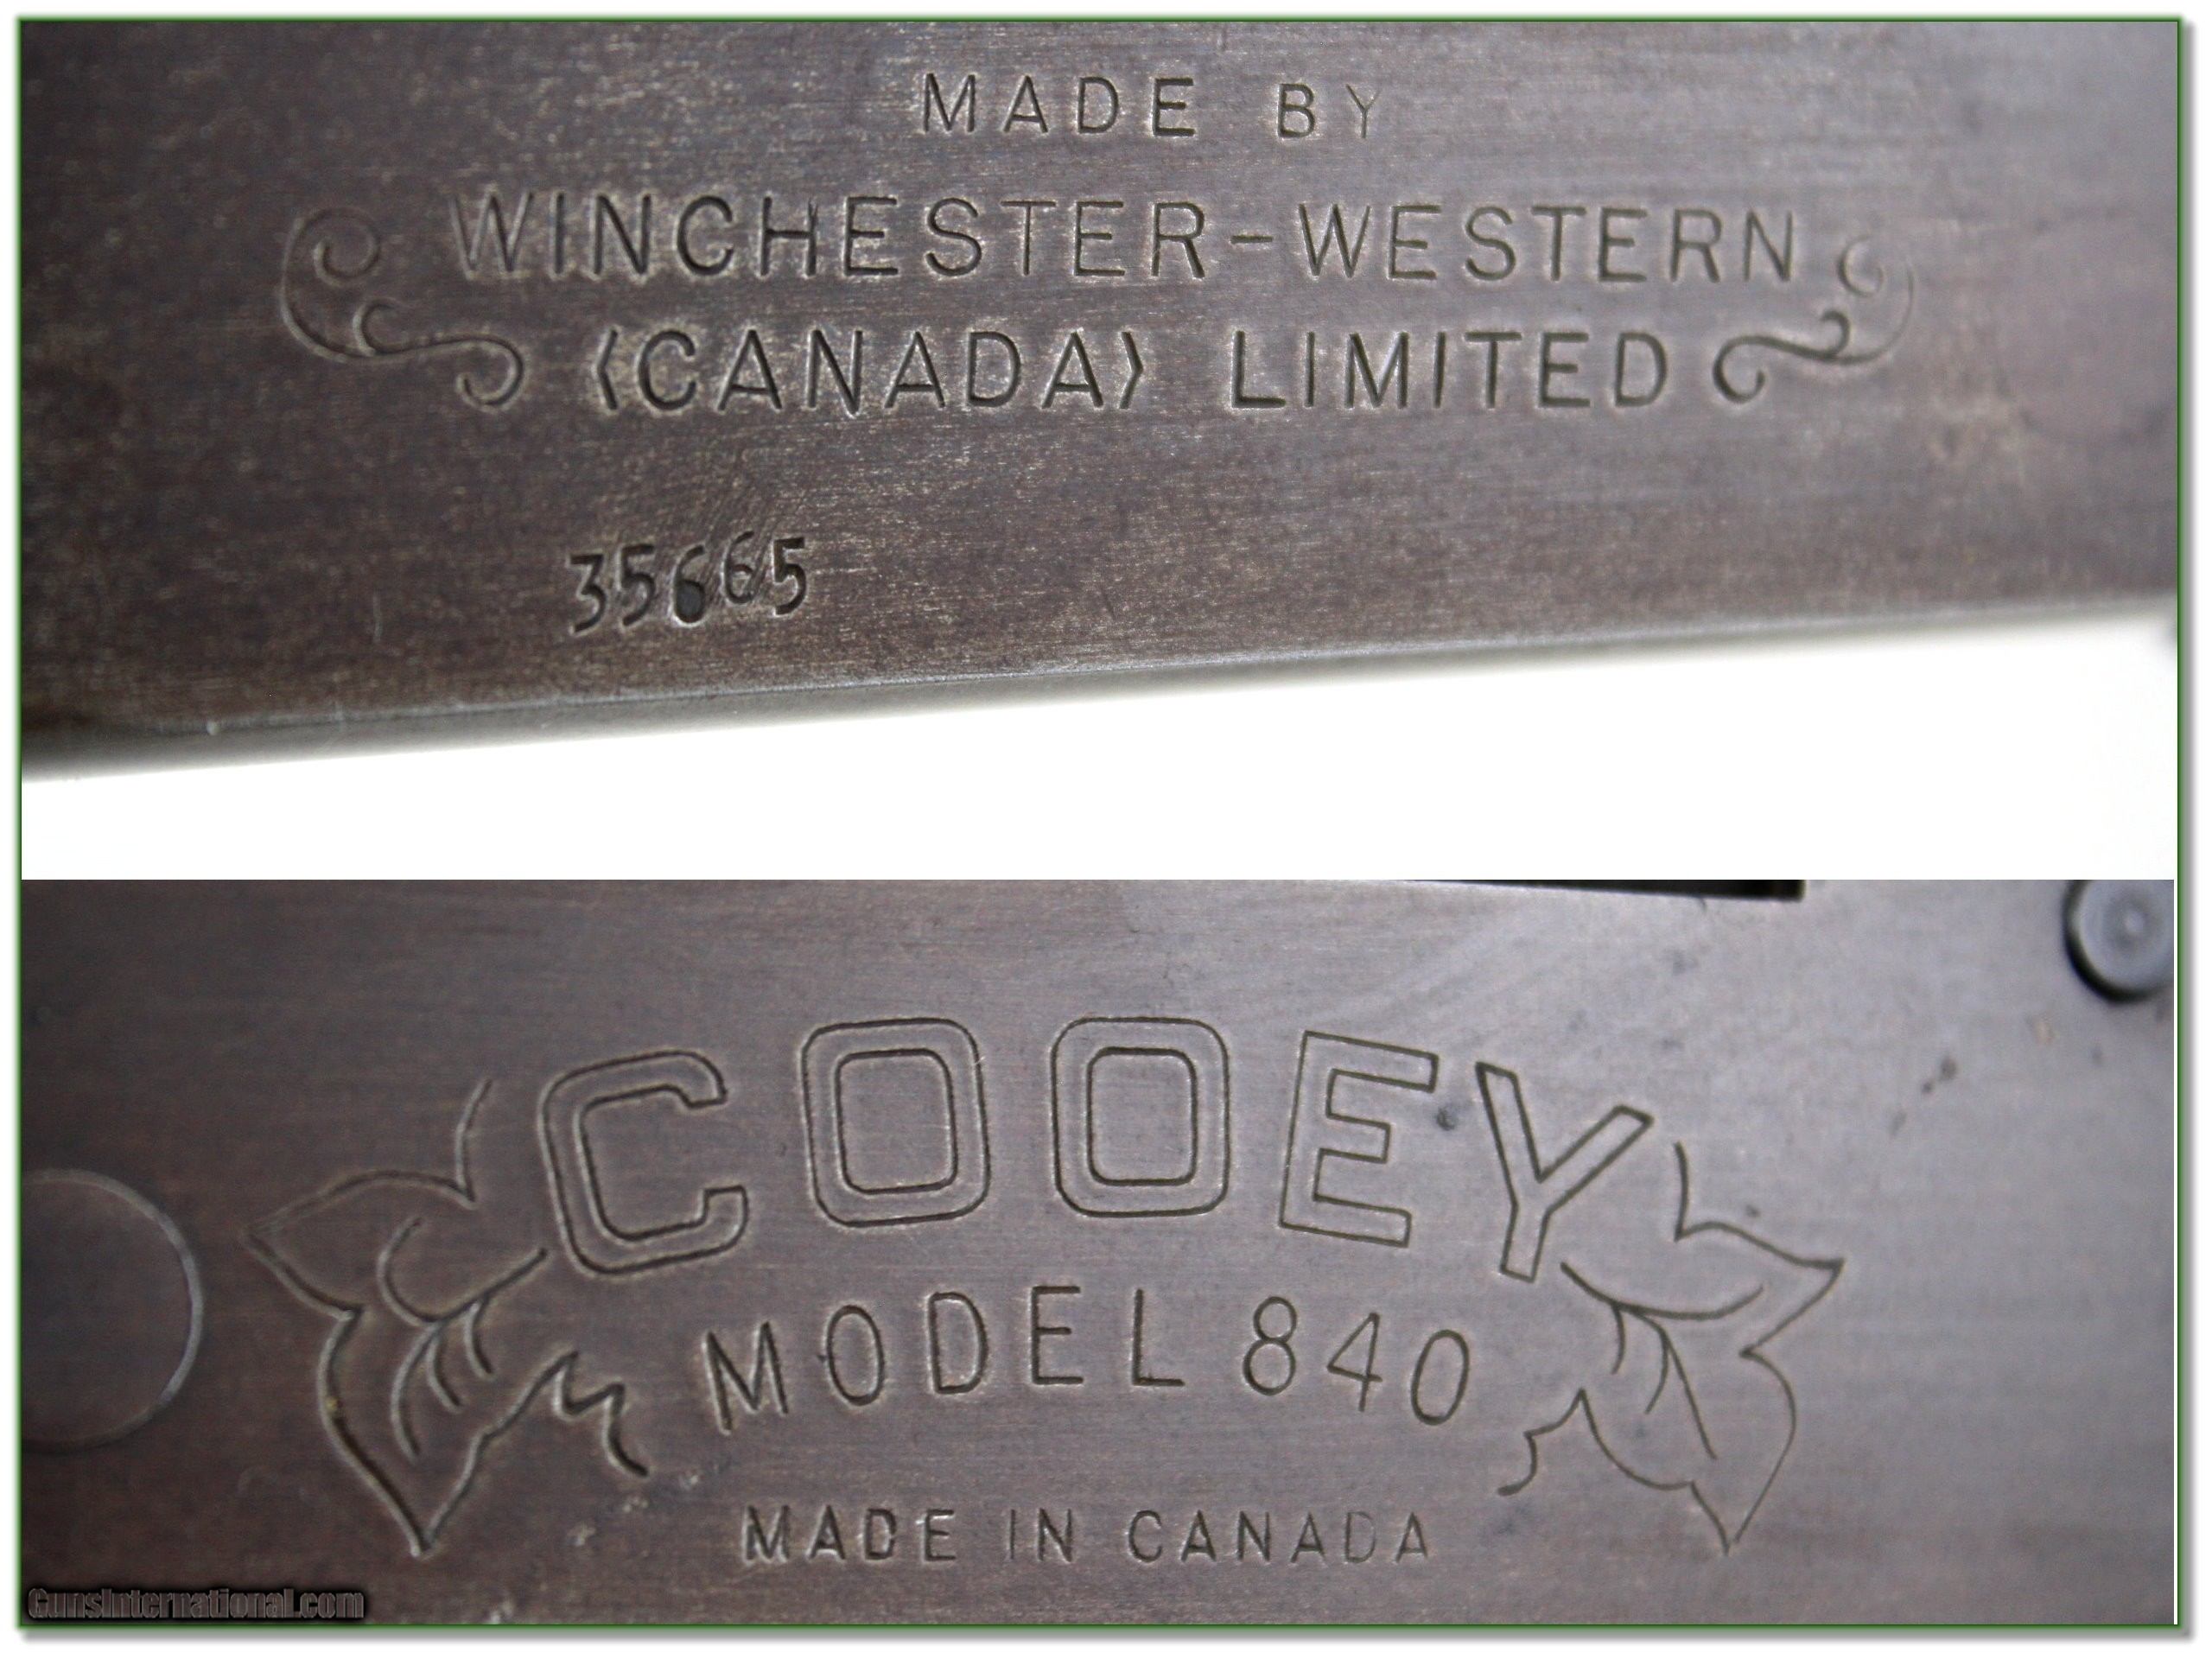 MADE BY
WINCHESTER-WESTERN
⟨CANADA⟩ LIMITED
35665
COOEY
MODEL 840
MADE IN CANADA
GunsInternational.com